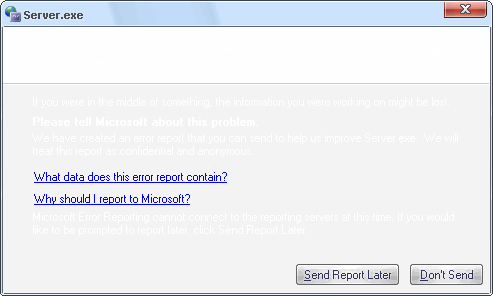 Server.exe
If you were in the middle of something, the information you were working on might be lost.
Please tell Microsoft about this problem.
We have created an error report that you can send to help us improve Server.exe. We will
treat this report as confidential and anonymous.
What data does this error report contain?
Why should I report to Microsoft?
Microsoft Error Reporting cannot connect to the reporting servers at this time. If you would
like to be prompted to report later, click Send Report Later.
Send Report Later
Don't Send